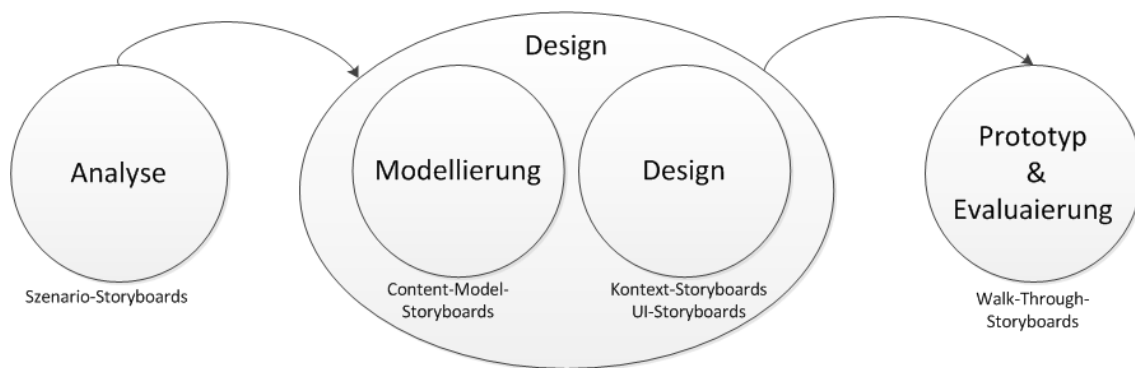 Analyse
Szenario-Storyboards
Design
Modellierung
Content-Model-
Storyboards
Design
Kontext-Storyboards
UI-Storyboards
Prototyp
&
Evaluaierung
Walk-Through-
Storyboards